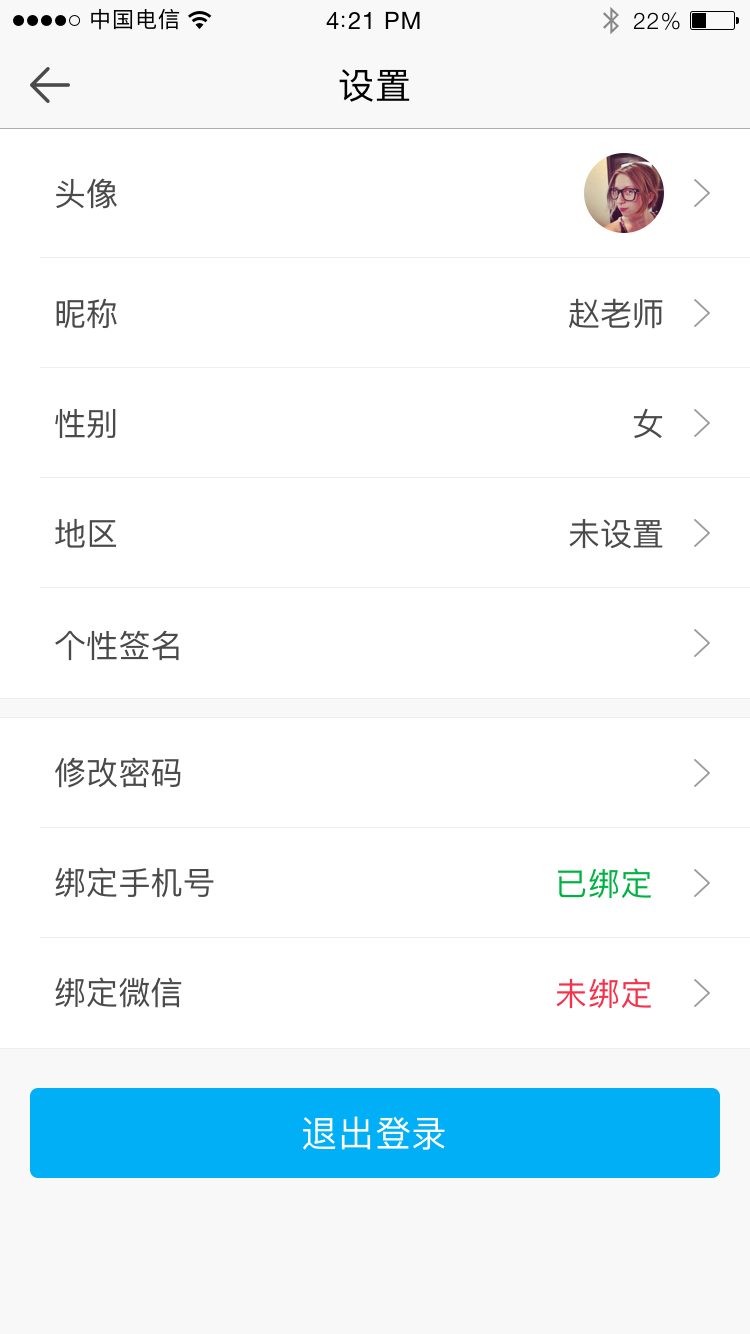 中国电信 4:21 PM 22%
设置
头像
昵称 赵老师
性别 女
地区 未设置
个性签名
修改密码
绑定手机号 已绑定
绑定微信 未绑定
退出登录